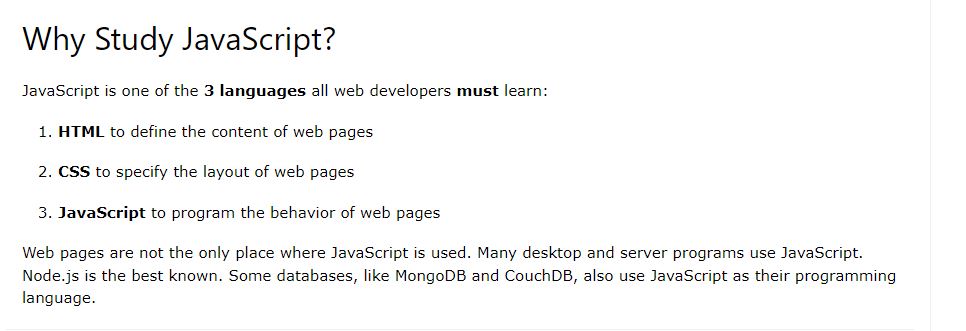 Why Study JavaScript?
JavaScript is one of the 3 languages all web developers must learn:
1. HTML to define the content of web pages
2. CSS to specify the layout of web pages
3. JavaScript to program the behavior of web pages
Web pages are not the only place where JavaScript is used. Many desktop and server programs use JavaScript.
Node.js is the best known. Some databases, like MongoDB and CouchDB, also use JavaScript as their programming
language.